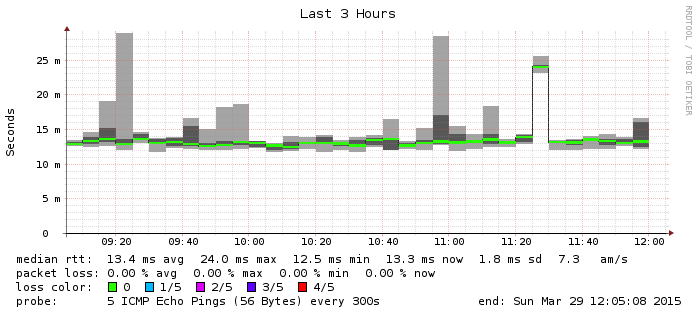 Last 3 Hours
RRDTOOL / TOBI OETIKER
Seconds
25 m
20 m
15 m
10 m
5 m
0
09:20 09:40 10:00 10:20 10:40 11:00 11:20 11:40 12:00
median rtt: 13.4 ms avg 24.0 ms max 12.5 ms min 13.3 ms now 1.8 ms sd 7.3 am/s
packet loss: 0.00 % avg 0.00 % max 0.00 % min 0.00 % now
loss color: 0 1/5 2/5 3/5 4/5
probe: 5 ICMP Echo Pings (56 Bytes) every 300s end: Sun Mar 29 12:05:08 2015